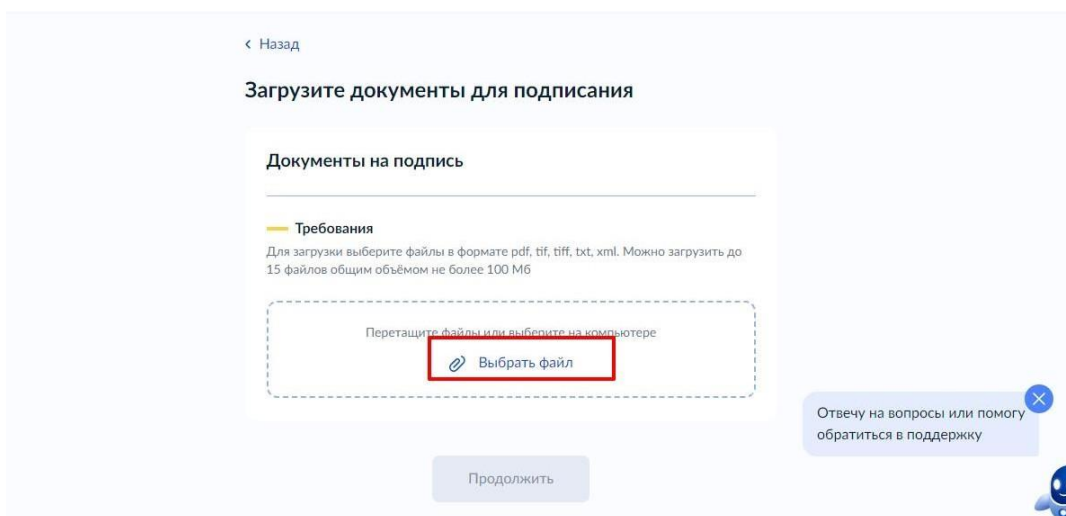 Назад
Загрузите документы для подписания
Документы на подпись
Требования
Для загрузки выберите файлы в формате pdf, tif, tiff, txt, xml. Можно загрузить до
15 файлов общим объёмом не более 100 Мб
Перетащите файлы или выберите на компьютере
Выбрать файл
Отвечу на вопросы или помогу
обратиться в поддержку
Продолжить